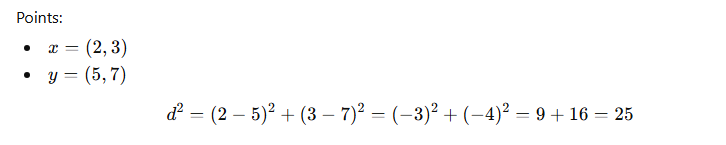 Points:
• x = (2, 3)
• y = (5, 7)
d² = (2 − 5)² + (3 − 7)² = (−3)² + (−4)² = 9 + 16 = 25